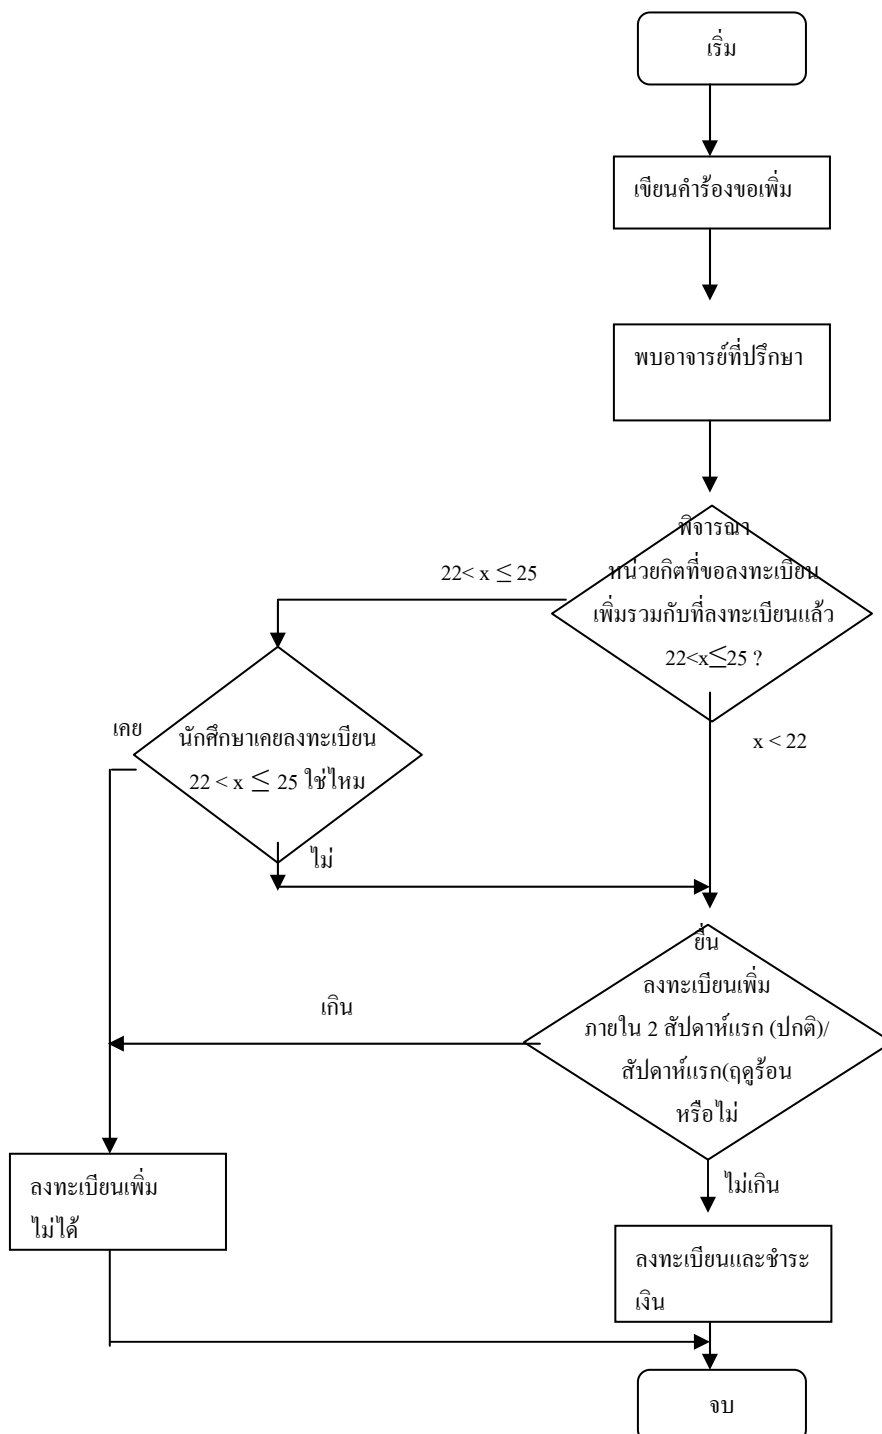 เริ่ม
เขียนคำร้องขอเพิ่ม
พบอาจารย์ที่ปรึกษา
พิจารณา
หน่วยกิตที่ขอลงทะเบียน
เพิ่มรวมกับที่ลงทะเบียนแล้ว
22<x≤25 ?
22< x ≤ 25
x < 22
เคย
นักศึกษาเคยลงทะเบียน
22 < x ≤ 25 ใช่ไหม
ไม่
ยื่น
ลงทะเบียนเพิ่ม
ภายใน 2 สัปดาห์แรก (ปกติ)/
สัปดาห์แรก(ฤดูร้อน
หรือไม่
เกิน
ไม่เกิน
ลงทะเบียนเพิ่ม
ไม่ได้
ลงทะเบียนและชำระ
เงิน
จบ